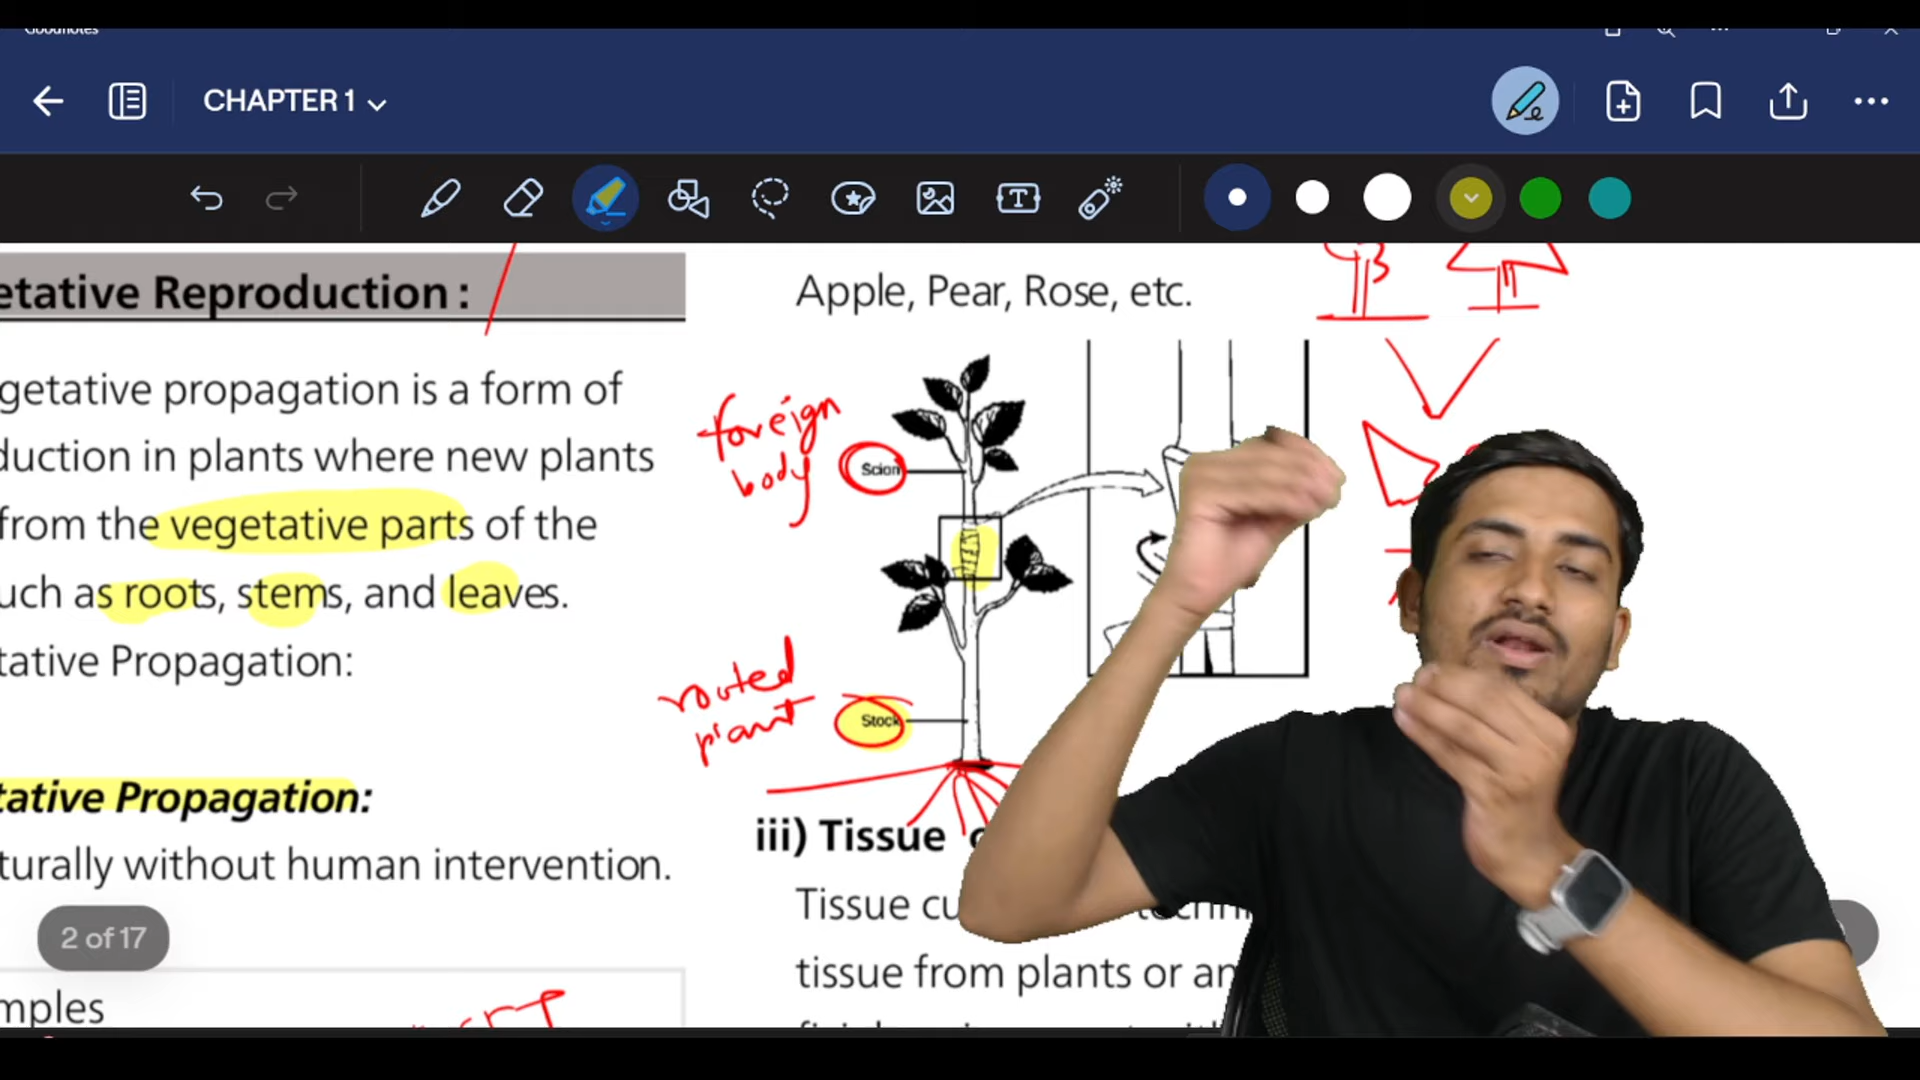 Goodnotes
CHAPTER 1
etative Reproduction :
getative propagation is a form of
duction in plants where new plants
from the vegetative parts of the
uch as roots, stems, and leaves.
tative Propagation:
tative Propagation:
turally without human intervention.
2 of 17
mples
Apple, Pear, Rose, etc.
foreign
body
Scion
rooted
plant
Stock
iii) Tissue
Tissue cu
tissue from plants or an